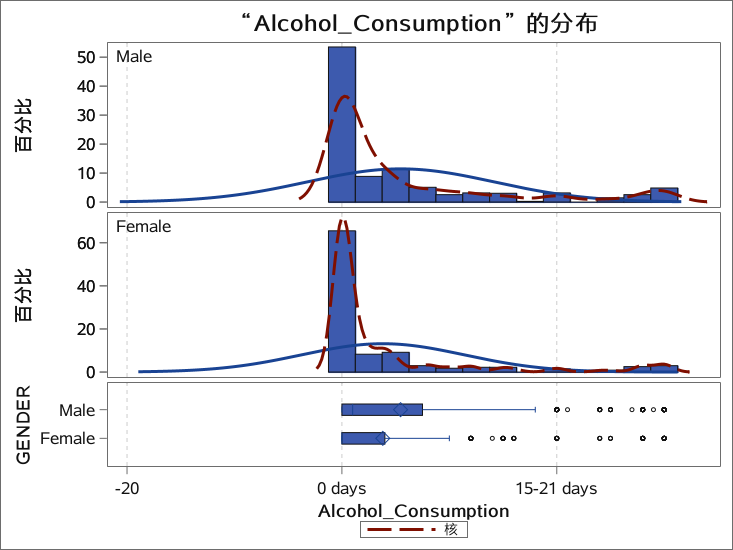 “Alcohol_Consumption”的分布
Male
50
40
30
20
10
0
百分比
Female
60
40
20
0
百分比
GENDER
Male
Female
-20
0 days
15-21 days
Alcohol_Consumption
核